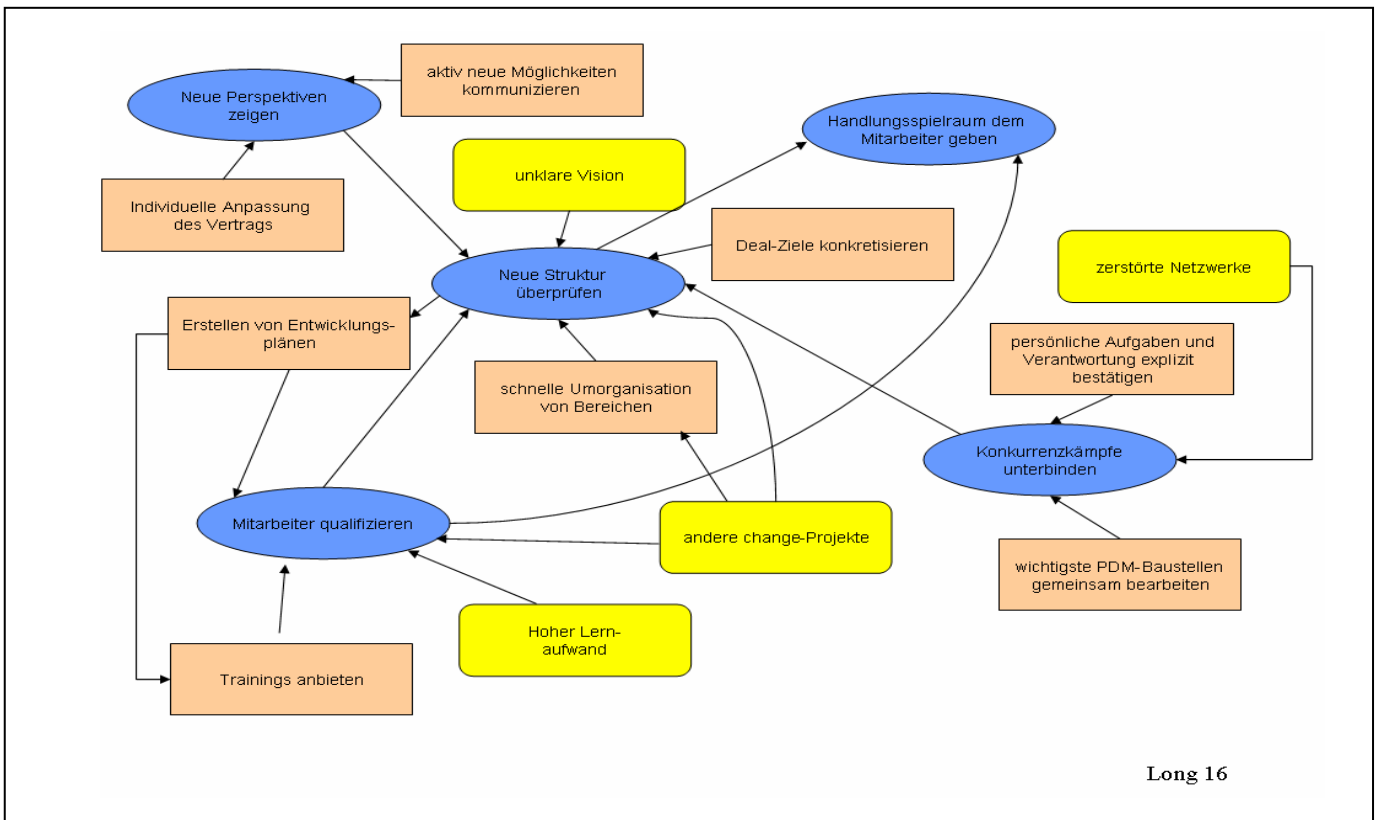 aktiv neue Möglichkeiten
kommunizieren
Neue Perspektiven
zeigen
Handlungsspielraum dem
Mitarbeiter geben
unklare Vision
Individuelle Anpassung
des Vertrags
Deal-Ziele konkretisieren
zerstörte Netzwerke
Neue Struktur
überprüfen
Erstellen von Entwicklungs-
plänen
persönliche Aufgaben und
Verantwortung explizit
bestätigen
schnelle Umorganisation
von Bereichen
Konkurrenzkämpfe
unterbinden
Mitarbeiter qualifizieren
andere change-Projekte
wichtigste PDM-Baustellen
gemeinsam bearbeiten
Hoher Lern-
aufwand
Trainings anbieten
Long 16